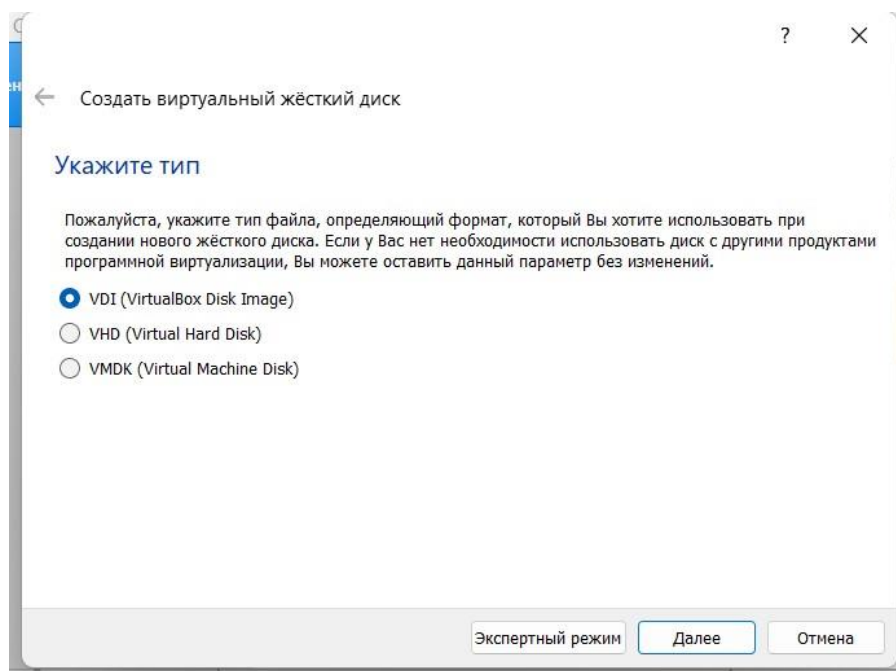 ?
Создать виртуальный жёсткий диск
Укажите тип
Пожалуйста, укажите тип файла, определяющий формат, который Вы хотите использовать при
создании нового жёсткого диска. Если у Вас нет необходимости использовать диск с другими продуктами
программной виртуализации, Вы можете оставить данный параметр без изменений.
VDI (VirtualBox Disk Image)
VHD (Virtual Hard Disk)
VMDK (Virtual Machine Disk)
Экспертный режим Далее Отмена